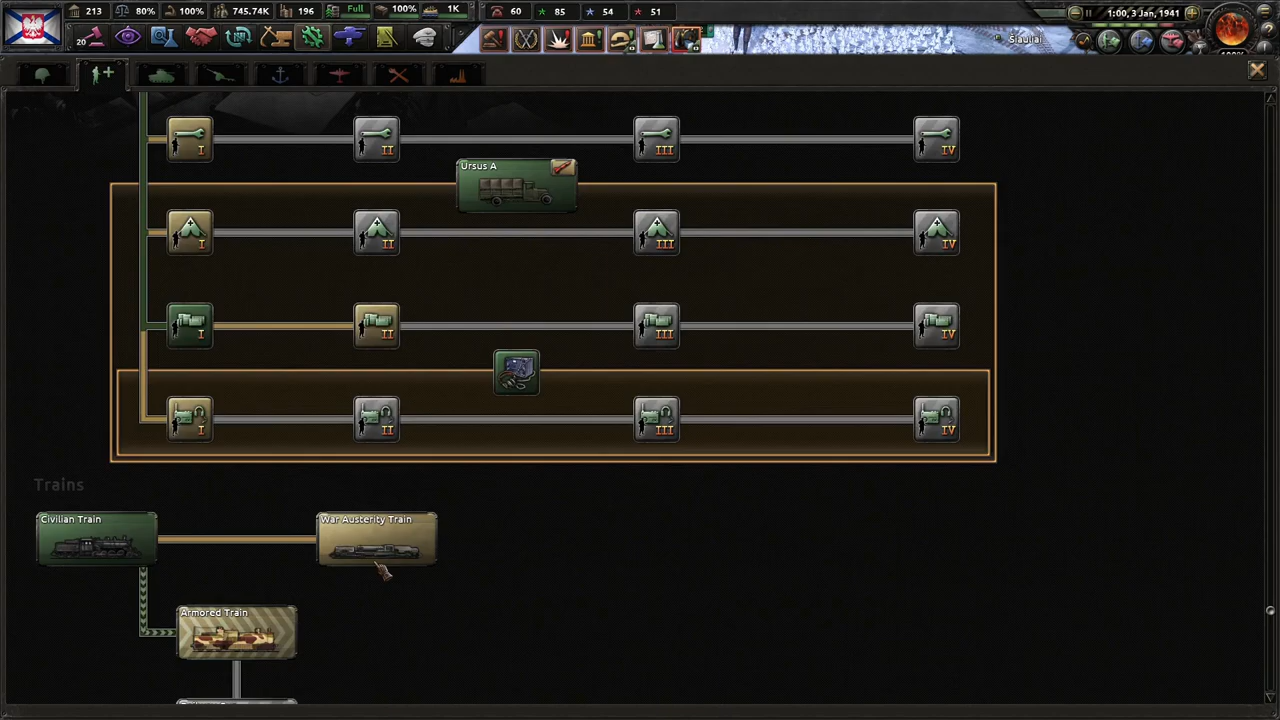 213 80% 100% 745.74K 196 Full 100% 1K 60 85 54 51 1:00, 3 Jan, 1941
20
Siauliai
100%
I II III IV
Ursus A
I II III IV
I II III IV
I II III IV
Trains
Civilian Train War Austerity Train
Armored Train